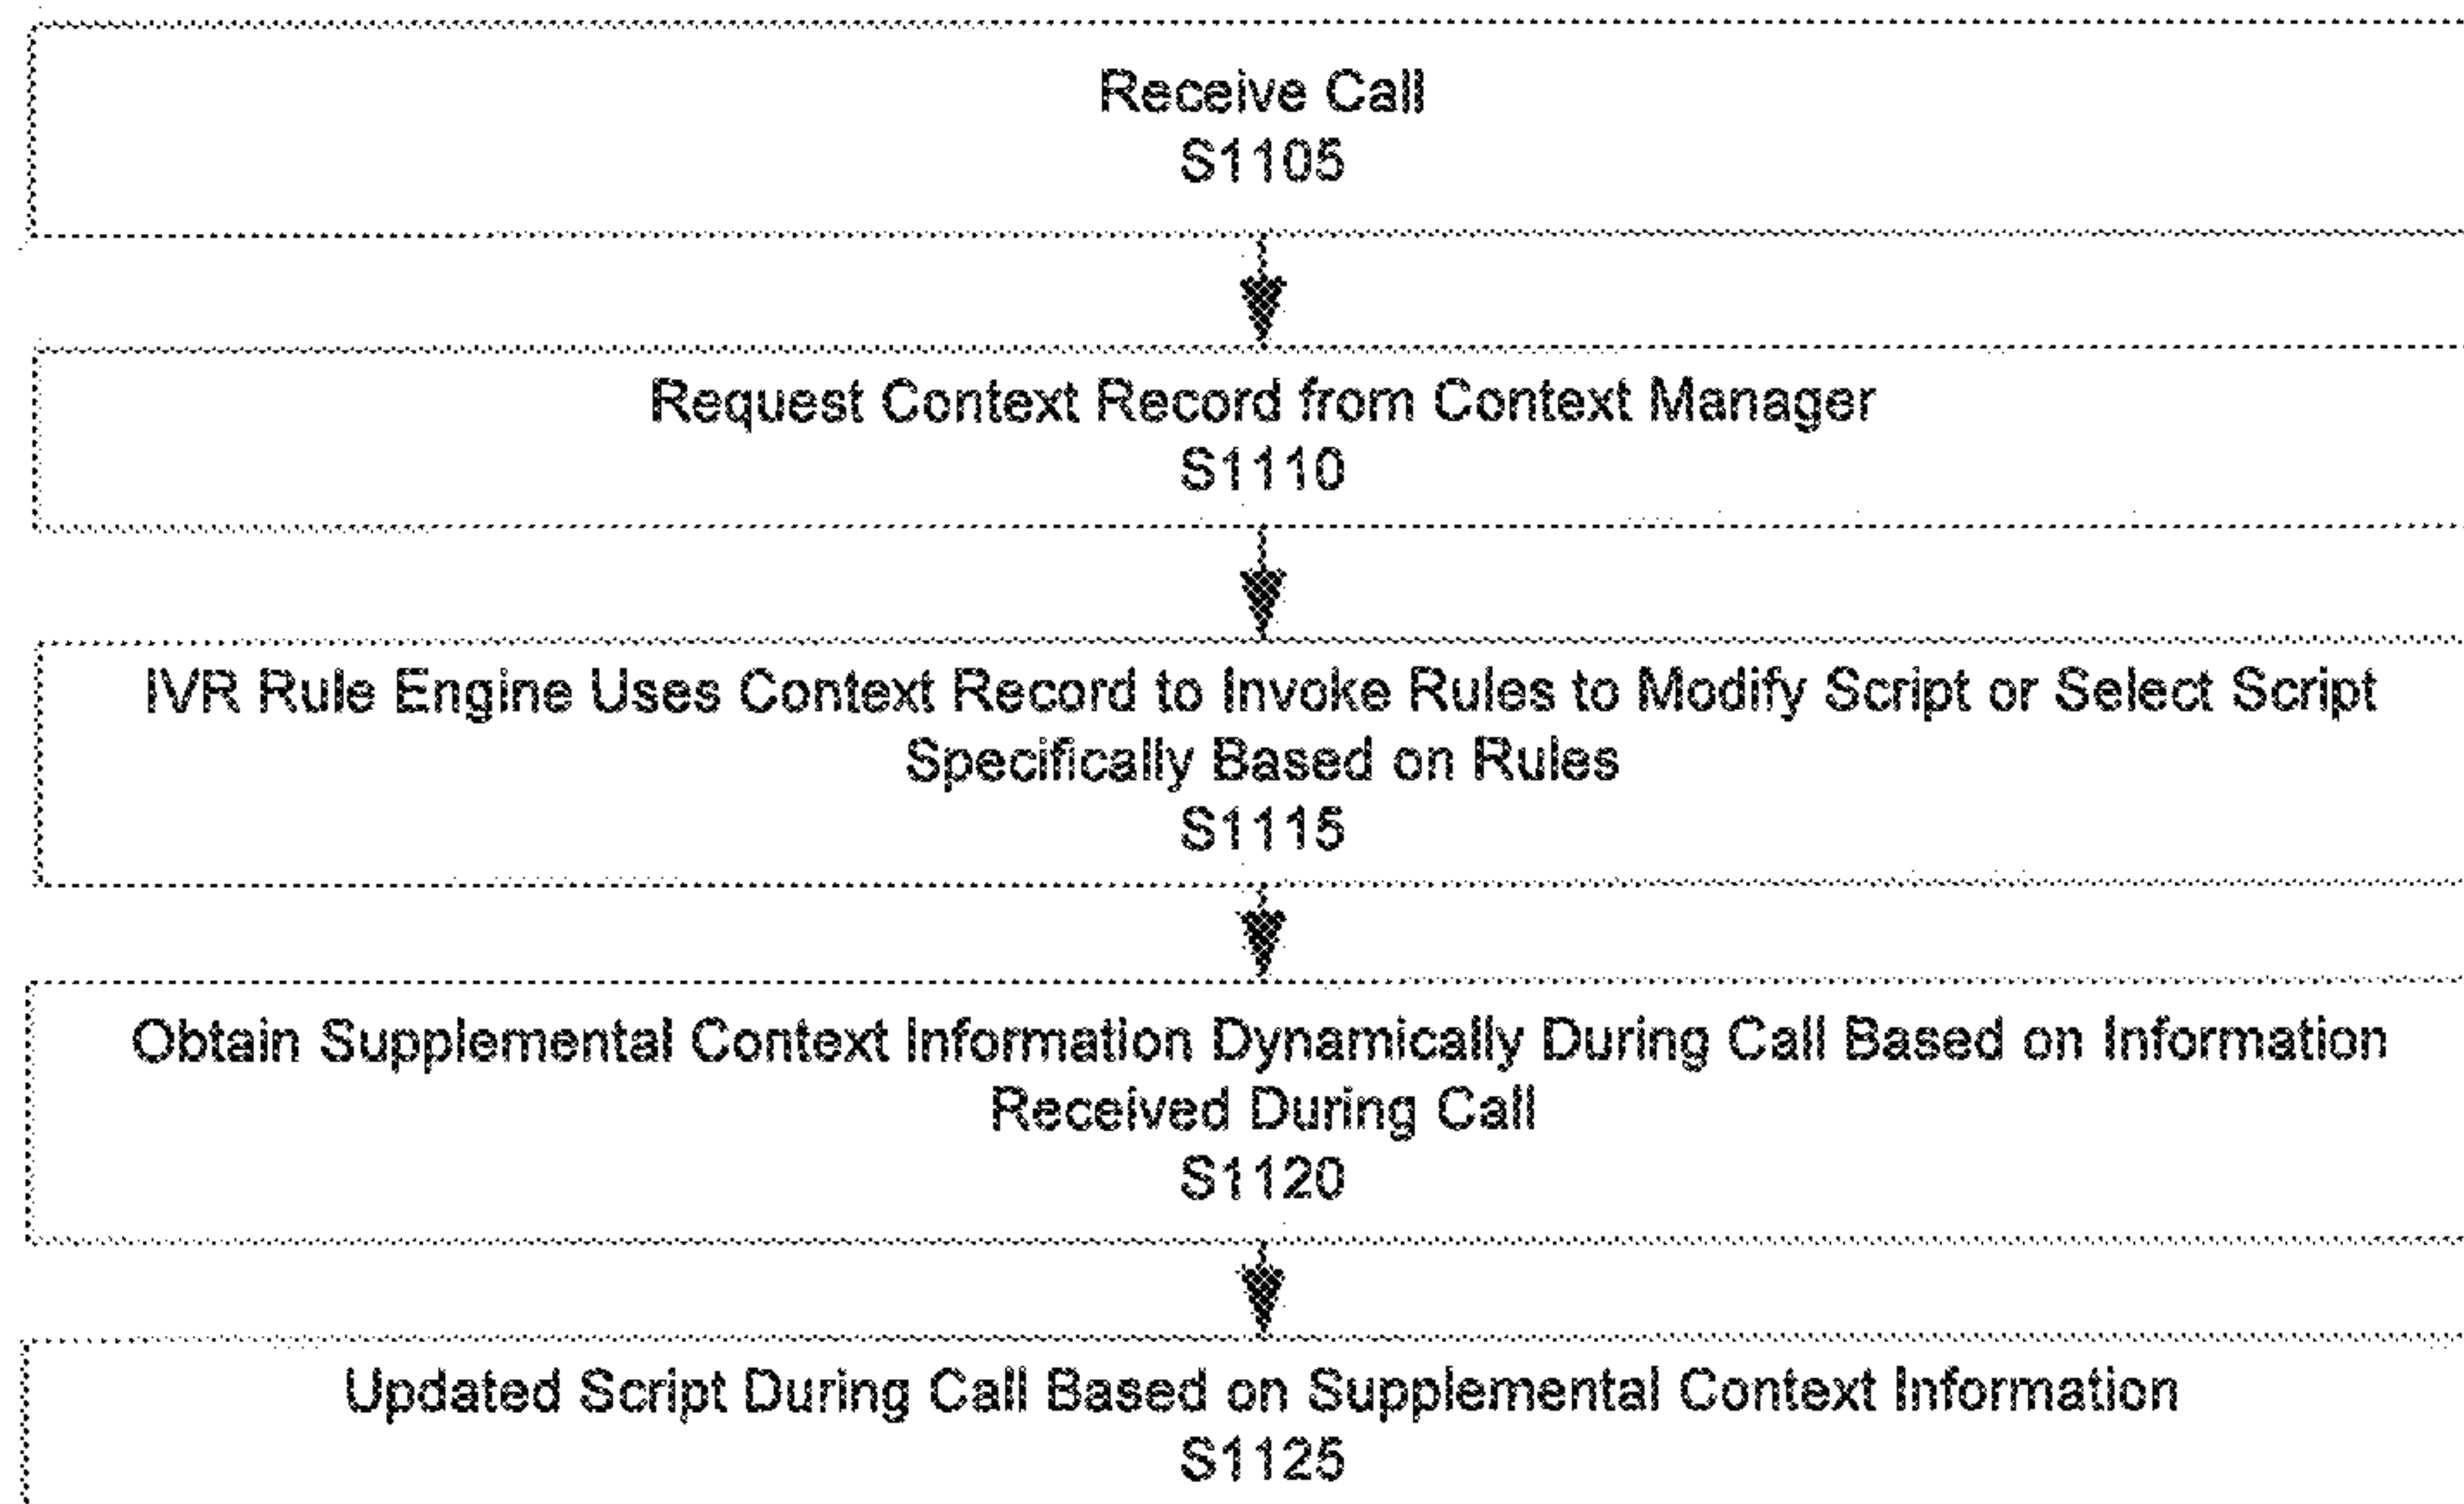 Receive Call
S1105
Request Context Record from Context Manager
S1110
IVR Rule Engine Uses Context Record to Invoke Rules to Modify Script or Select Script
Specifically Based on Rules
S1115
Obtain Supplemental Context Information Dynamically During Call Based on Information
Received During Call
S1120
Updated Script During Call Based on Supplemental Context Information
S1125